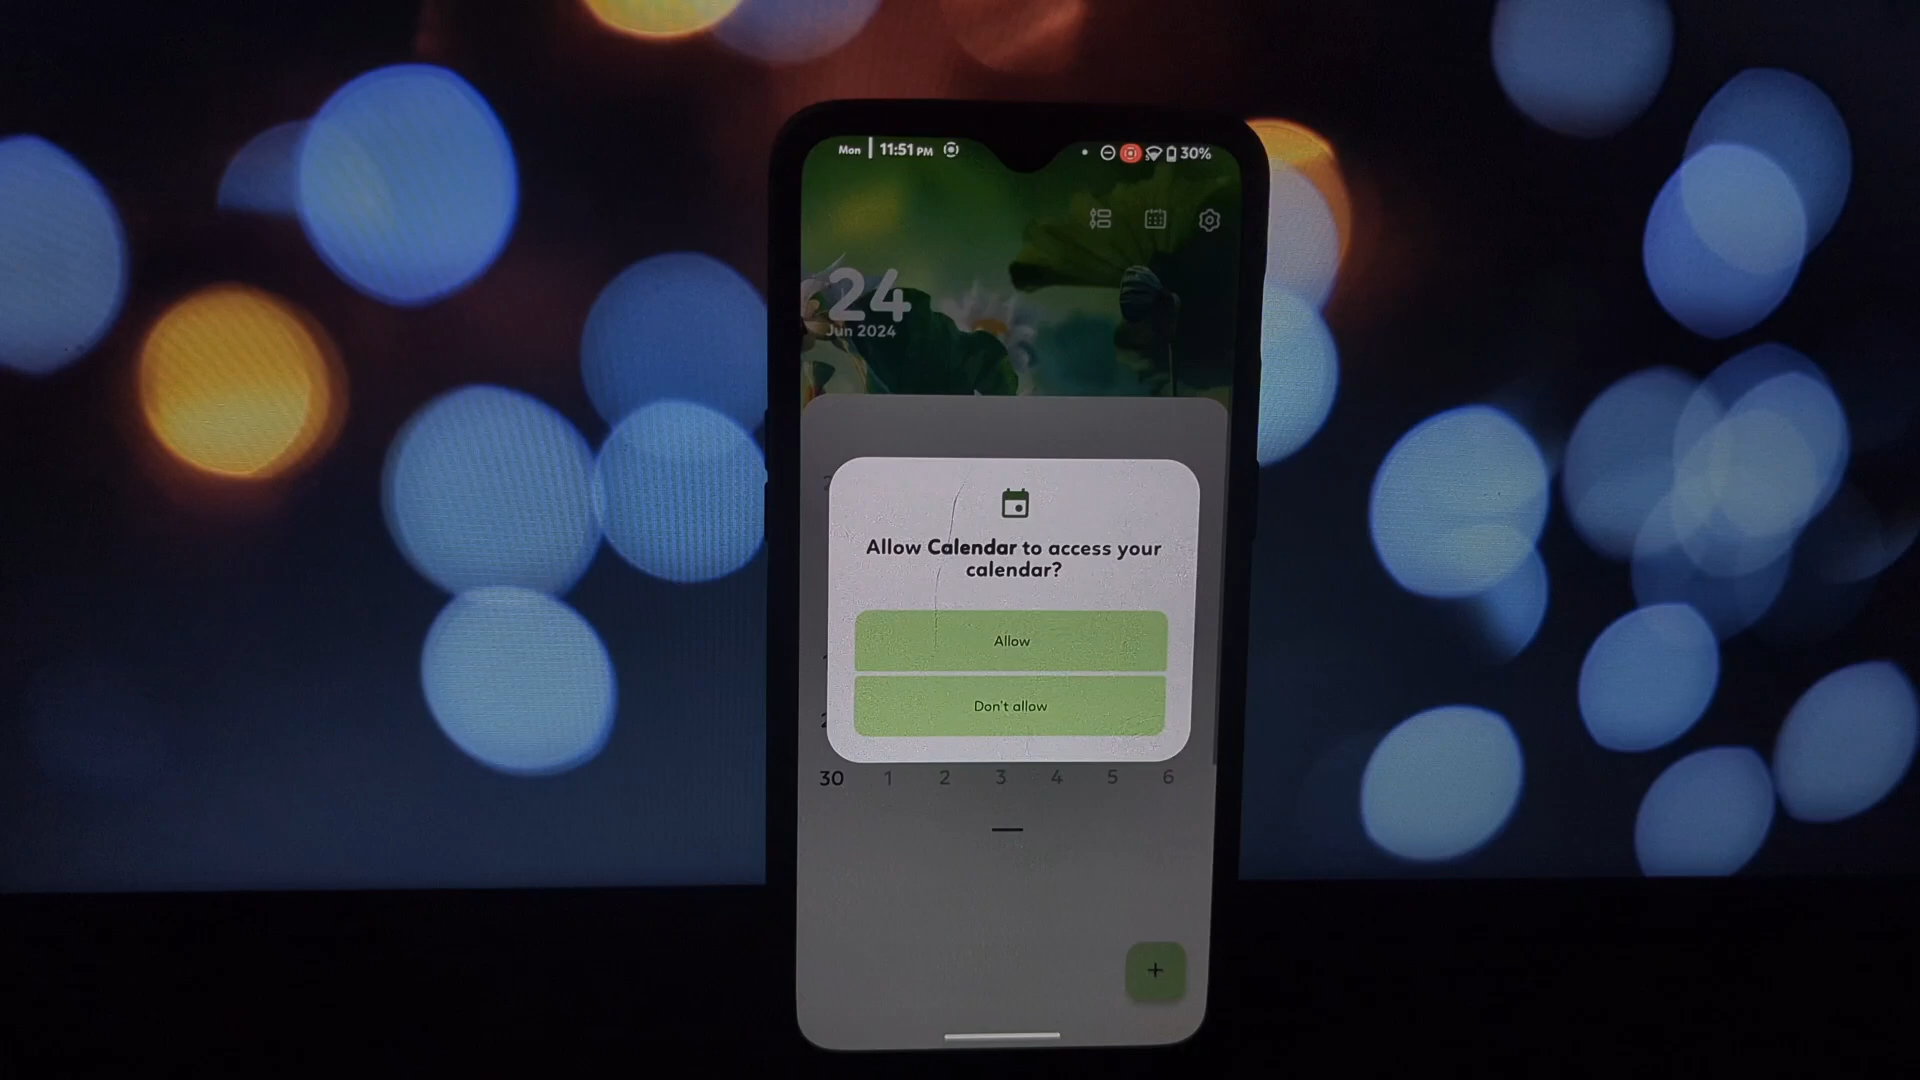 Mon | 11:51 PM
30%
24
Jun 2024
Allow Calendar to access your
calendar?
Allow
Don't allow
30 1 2 3 4 5 6
+